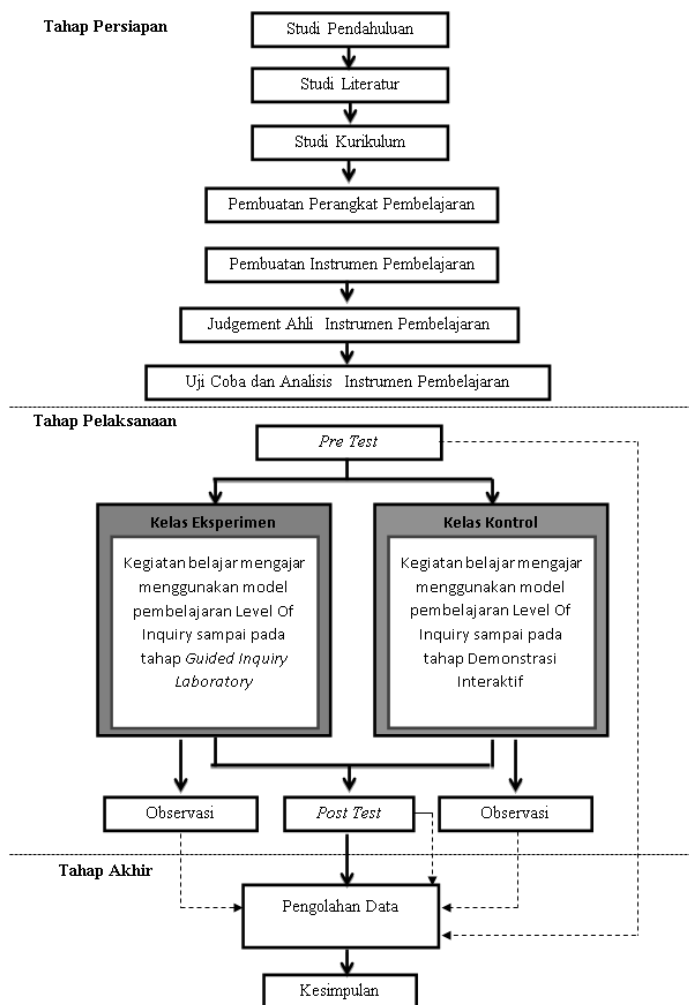 Tahap Persiapan
Studi Pendahuluan
Studi Literatur
Studi Kurikulum
Pembuatan Perangkat Pembelajaran
Pembuatan Instrumen Pembelajaran
Judgement Ahli Instrumen Pembelajaran
Uji Coba dan Analisis Instrumen Pembelajaran
Tahap Pelaksanaan
Pre Test
Kelas Eksperimen
Kegiatan belajar mengajar
menggunakan model
pembelajaran Level Of
Inquiry sampai pada
tahap Guided Inquiry
Laboratory
Kelas Kontrol
Kegiatan belajar mengajar
menggunakan model
pembelajaran Level Of
Inquiry sampai pada
tahap Demonstrasi
Interaktif
Observasi
Post Test
Observasi
Tahap Akhir
Pengolahan Data
Kesimpulan